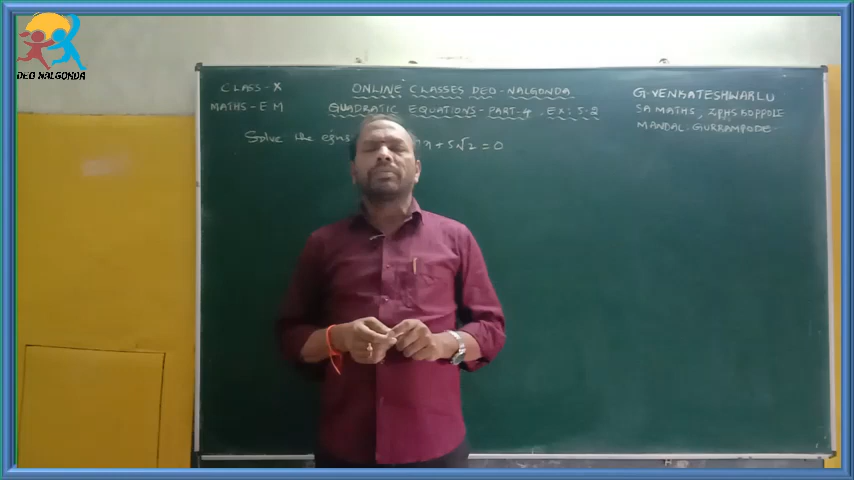 DEO NALGONDA
CLASS - X
MATHS - E M
ONLINE CLASSES DEO - NALGONDA
QUADRATIC EQUATIONS - PART-4, EX: 5.2
G. VENKATESHWARLU
SA MATHS, ZPHS KOPPOLE
MANDAL: GURRAMPODE
Solve the eqns x + 5√2 = 0